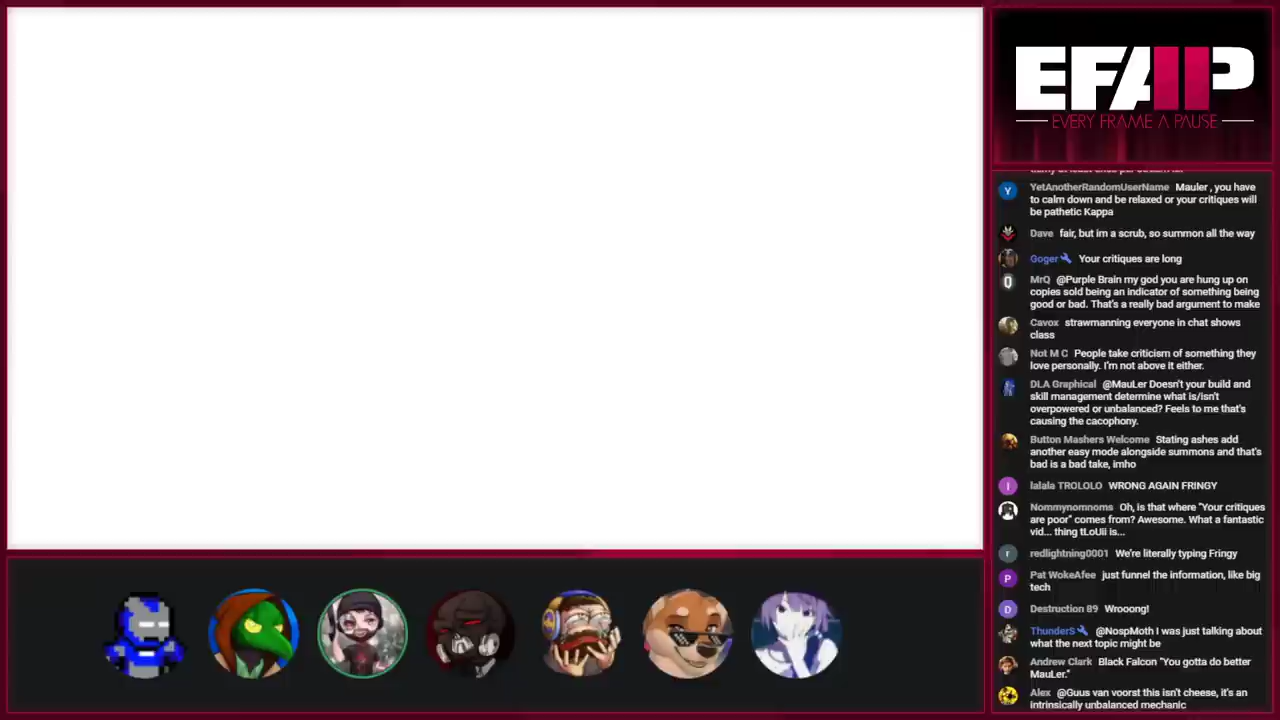 EFAP
EVERY FRAME A PAUSE
YetAnotherRandomUserName Mauler , you have
to calm down and be relaxed or your critiques will
be pathetic Kappa
Dave fair, but im a scrub, so summon all the way
Goger Your critiques are long
MrQ @Purple Brain my god you are hung up on
copies sold being an indicator of something being
good or bad. That's a really bad argument to make
Cavox strawmanning everyone in chat shows
class
Not M C People take criticism of something they
love personally. I'm not above it either.
DLA Graphical @MauLer Doesn't your build and
skill management determine what is/isn't
overpowered or unbalanced? Feels to me that's
causing the cacophony.
Button Mashers Welcome Stating ashes add
another easy mode alongside summons and that's
bad is a bad take, imho
lalala TROLOLO WRONG AGAIN FRINGY
Nommynomnoms Oh, is that where "Your critiques
are poor" comes from? Awesome. What a fantastic
vid... thing tLoUii is...
redlightning0001 We're literally typing Fringy
Pat WokeAfee just funnel the information, like big
tech
Destruction 89 Wrooong!
ThunderS @NospMoth I was just talking about
what the next topic might be
Andrew Clark Black Falcon "You gotta do better
MauLer."
Alex @Guus van voorst this isn't cheese, it's an
intrinsically unbalanced mechanic